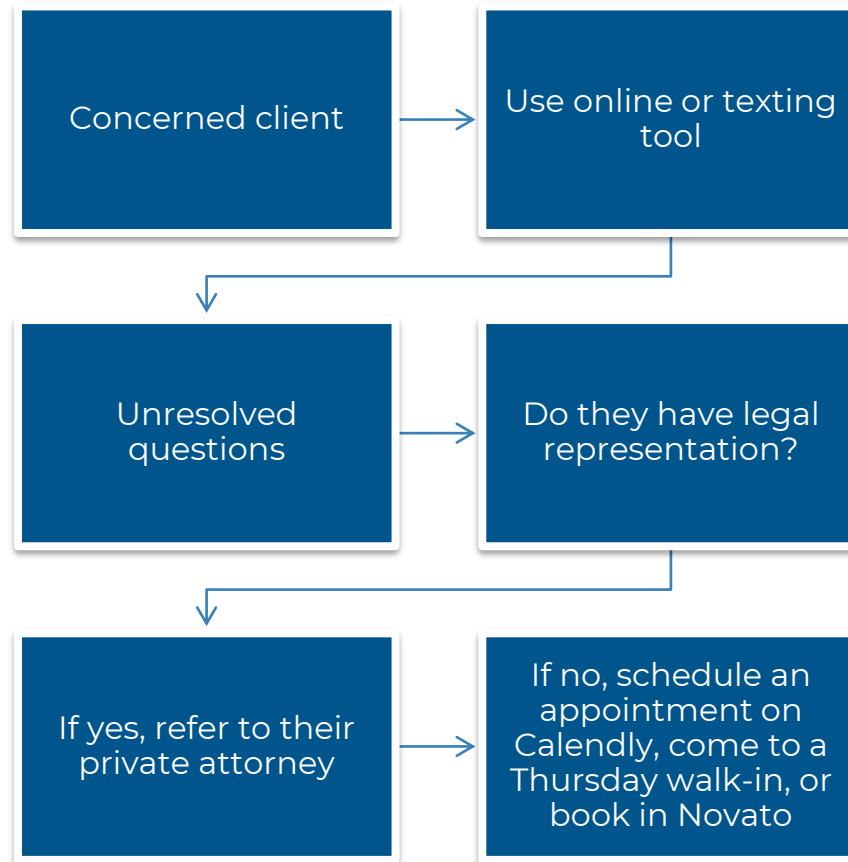 Concerned client
Use online or texting
tool
Unresolved
questions
Do they have legal
representation?
If yes, refer to their
private attorney
If no, schedule an
appointment on
Calendly, come to a
Thursday walk-in, or
book in Novato